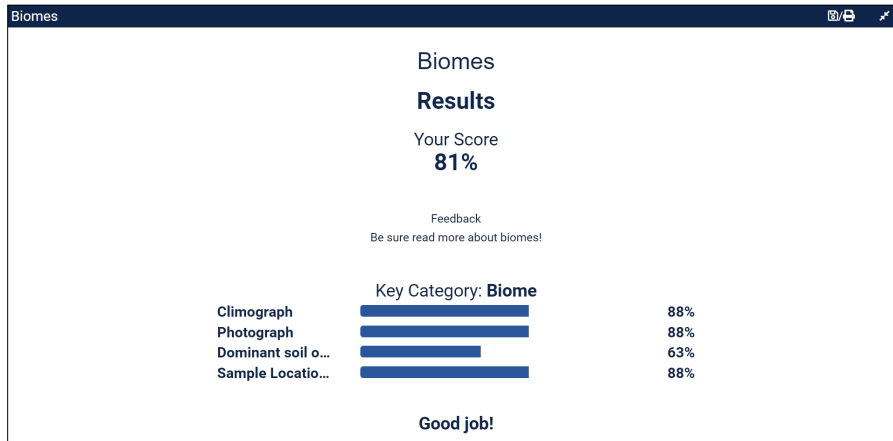 Biomes
Biomes
Results
Your Score
81%
Feedback
Be sure read more about biomes!
Key Category: Biome
Climograph 88%
Photograph 88%
Dominant soil o... 63%
Sample Locatio... 88%
Good job!